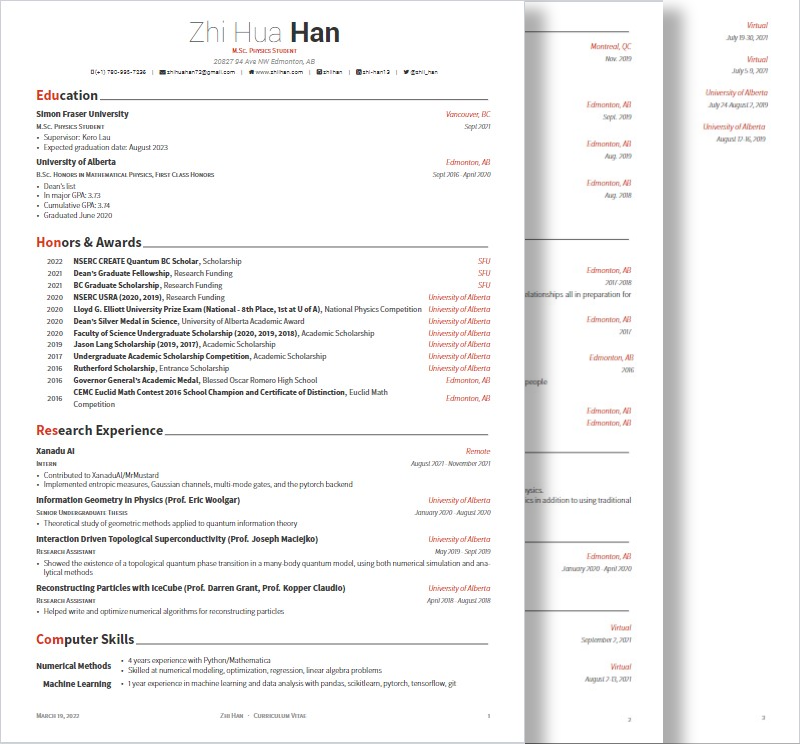 Zhi Hua Han
M.Sc. Physics Student
20827 94 Ave NW Edmonton, AB
(+1) 780-995-7236 | zhihuahan72@gmail.com | www.zhihan.com | zhihan | zhi-han13 | zhi1_han
Education
Simon Fraser University Vancouver, BC
M.Sc. Physics Student Sept 2021
• Supervisor: Kero Lau
• Expected graduation date: August 2023
University of Alberta Edmonton, AB
B.Sc. Honors in Mathematical Physics, First Class Honors Sept 2016 - April 2020
• Dean's list
• In major GPA: 3.73
• Cumulative GPA: 3.74
• Graduated June 2020
Honors & Awards
2022 NSERC CREATE Quantum BC Scholar, Scholarship SFU
2021 Dean's Graduate Fellowship, Research Funding SFU
2021 BC Graduate Scholarship, Research Funding SFU
2020 NSERC USRA (2020, 2019), Research Funding University of Alberta
2020 Lloyd G. Elliott University Prize Exam (National - 8th Place, 1st at U of A), National Physics Competition University of Alberta
2020 Dean's Silver Medal in Science, University of Alberta Academic Award University of Alberta
2020 Faculty of Science Undergraduate Scholarship (2020, 2019, 2018), Academic Scholarship University of Alberta
2019 Jason Lang Scholarship (2019, 2017), Academic Scholarship University of Alberta
2017 Undergraduate Academic Scholarship Competition, Academic Scholarship University of Alberta
2016 Rutherford Scholarship, Entrance Scholarship University of Alberta
2016 Governor General's Academic Medal, Blessed Oscar Romero High School Edmonton, AB
2016 CEMC Euclid Math Contest 2016 School Champion and Certificate of Distinction, Euclid Math Edmonton, AB
Competition
Research Experience
Xanadu AI Remote
Intern August 2021 - November 2021
• Contributed to XanaduAI/MrMustard
• Implemented entropic measures, Gaussian channels, multi-mode gates, and the pytorch backend
Information Geometry in Physics (Prof. Eric Woolgar) University of Alberta
Senior Undergraduate Thesis January 2020 - August 2020
• Theoretical study of geometric methods applied to quantum information theory
Interaction Driven Topological Superconductivity (Prof. Joseph Maciejko) University of Alberta
Research Assistant May 2019 - Sept 2019
• Showed the existence of a topological quantum phase transition in a many-body quantum model, using both numerical simulation and ana-
lytical methods
Reconstructing Particles with IceCube (Prof. Darren Grant, Prof. Kopper Claudio) University of Alberta
Research Assistant April 2018 - August 2018
• Helped write and optimize numerical algorithms for reconstructing particles
Computer Skills
Numerical Methods • 4 years experience with Python/Mathematica
• Skilled at numerical modeling, optimization, regression, linear algebra problems
Machine Learning • 1 year experience in machine learning and data analysis with pandas, scikitlearn, pytorch, tensorflow, git
March 19, 2022 Zhi Han · Curriculum Vitae 1
Montreal, QC
Nov. 2019
Edmonton, AB
Sept. 2019
Edmonton, AB
Aug. 2019
Edmonton, AB
Aug. 2018
Edmonton, AB
2017-2018
elationships all in preparation for
Edmonton, AB
2017
Edmonton, AB
2016
people
Edmonton, AB
Edmonton, AB
ysics.
ics in addition to using traditional
Edmonton, AB
January 2020 - April 2020
Virtual
September 2, 2021
Virtual
August 7-13, 2021
2
Virtual
July 19-30, 2021
Virtual
July 5-9, 2021
University of Alberta
July 24-August 2, 2019
University of Alberta
August 12-16, 2019
3